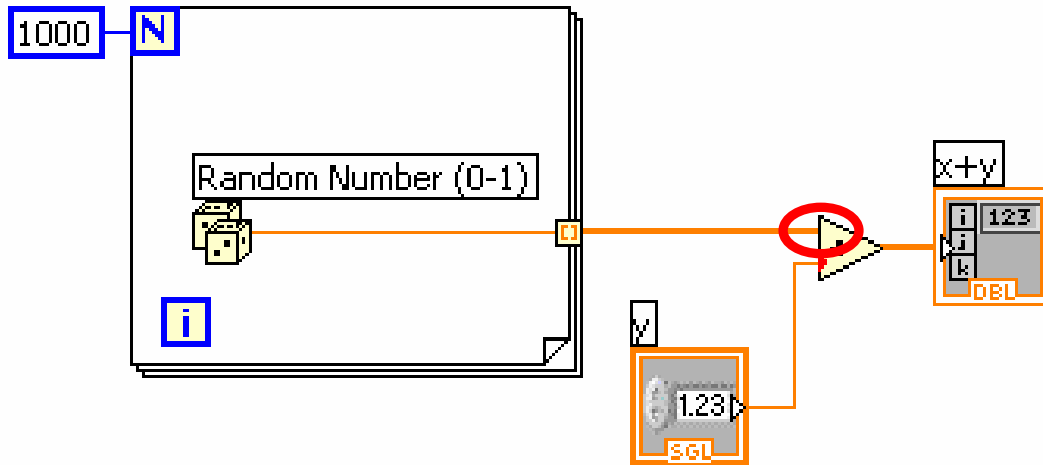 1000
N
Random Number (0-1)
[]
i
x+y
i
123
j
k
DBL
y
1.23
SGL